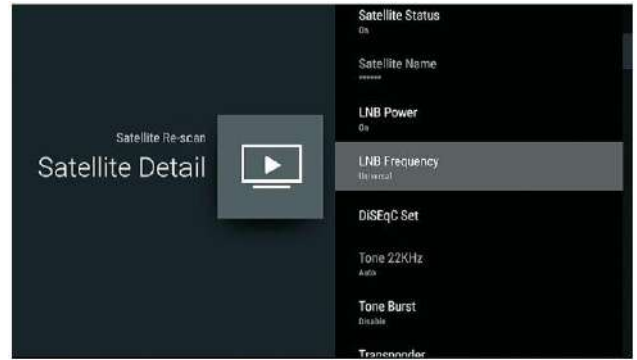 Satellite Re-scan
Satellite Detail
Satellite Status
On
Satellite Name
******
LNB Power
On
LNB Frequency
Universal
DiSEqC Set
Tone 22KHz
Auto
Tone Burst
Disable
Transponder